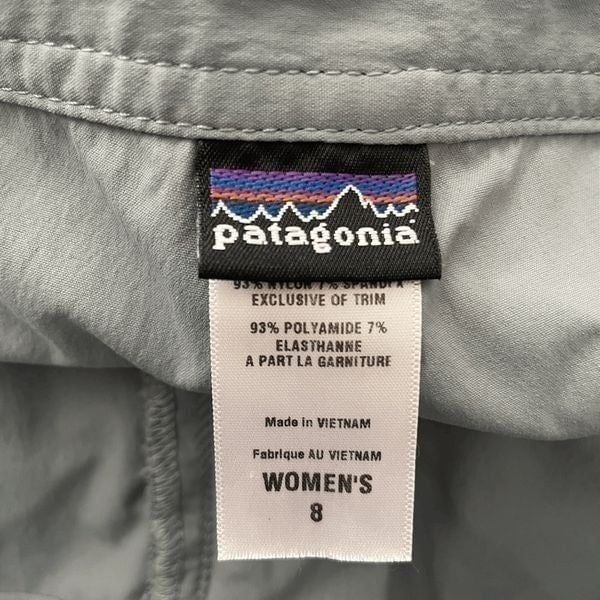 patagonia
93% NYLON 7% SPANDEX
EXCLUSIVE OF TRIM
93% POLYAMIDE 7%
ELASTHANNE
A PART LA GARNITURE
Made in VIETNAM
Fabrique AU VIETNAM
WOMEN'S
8